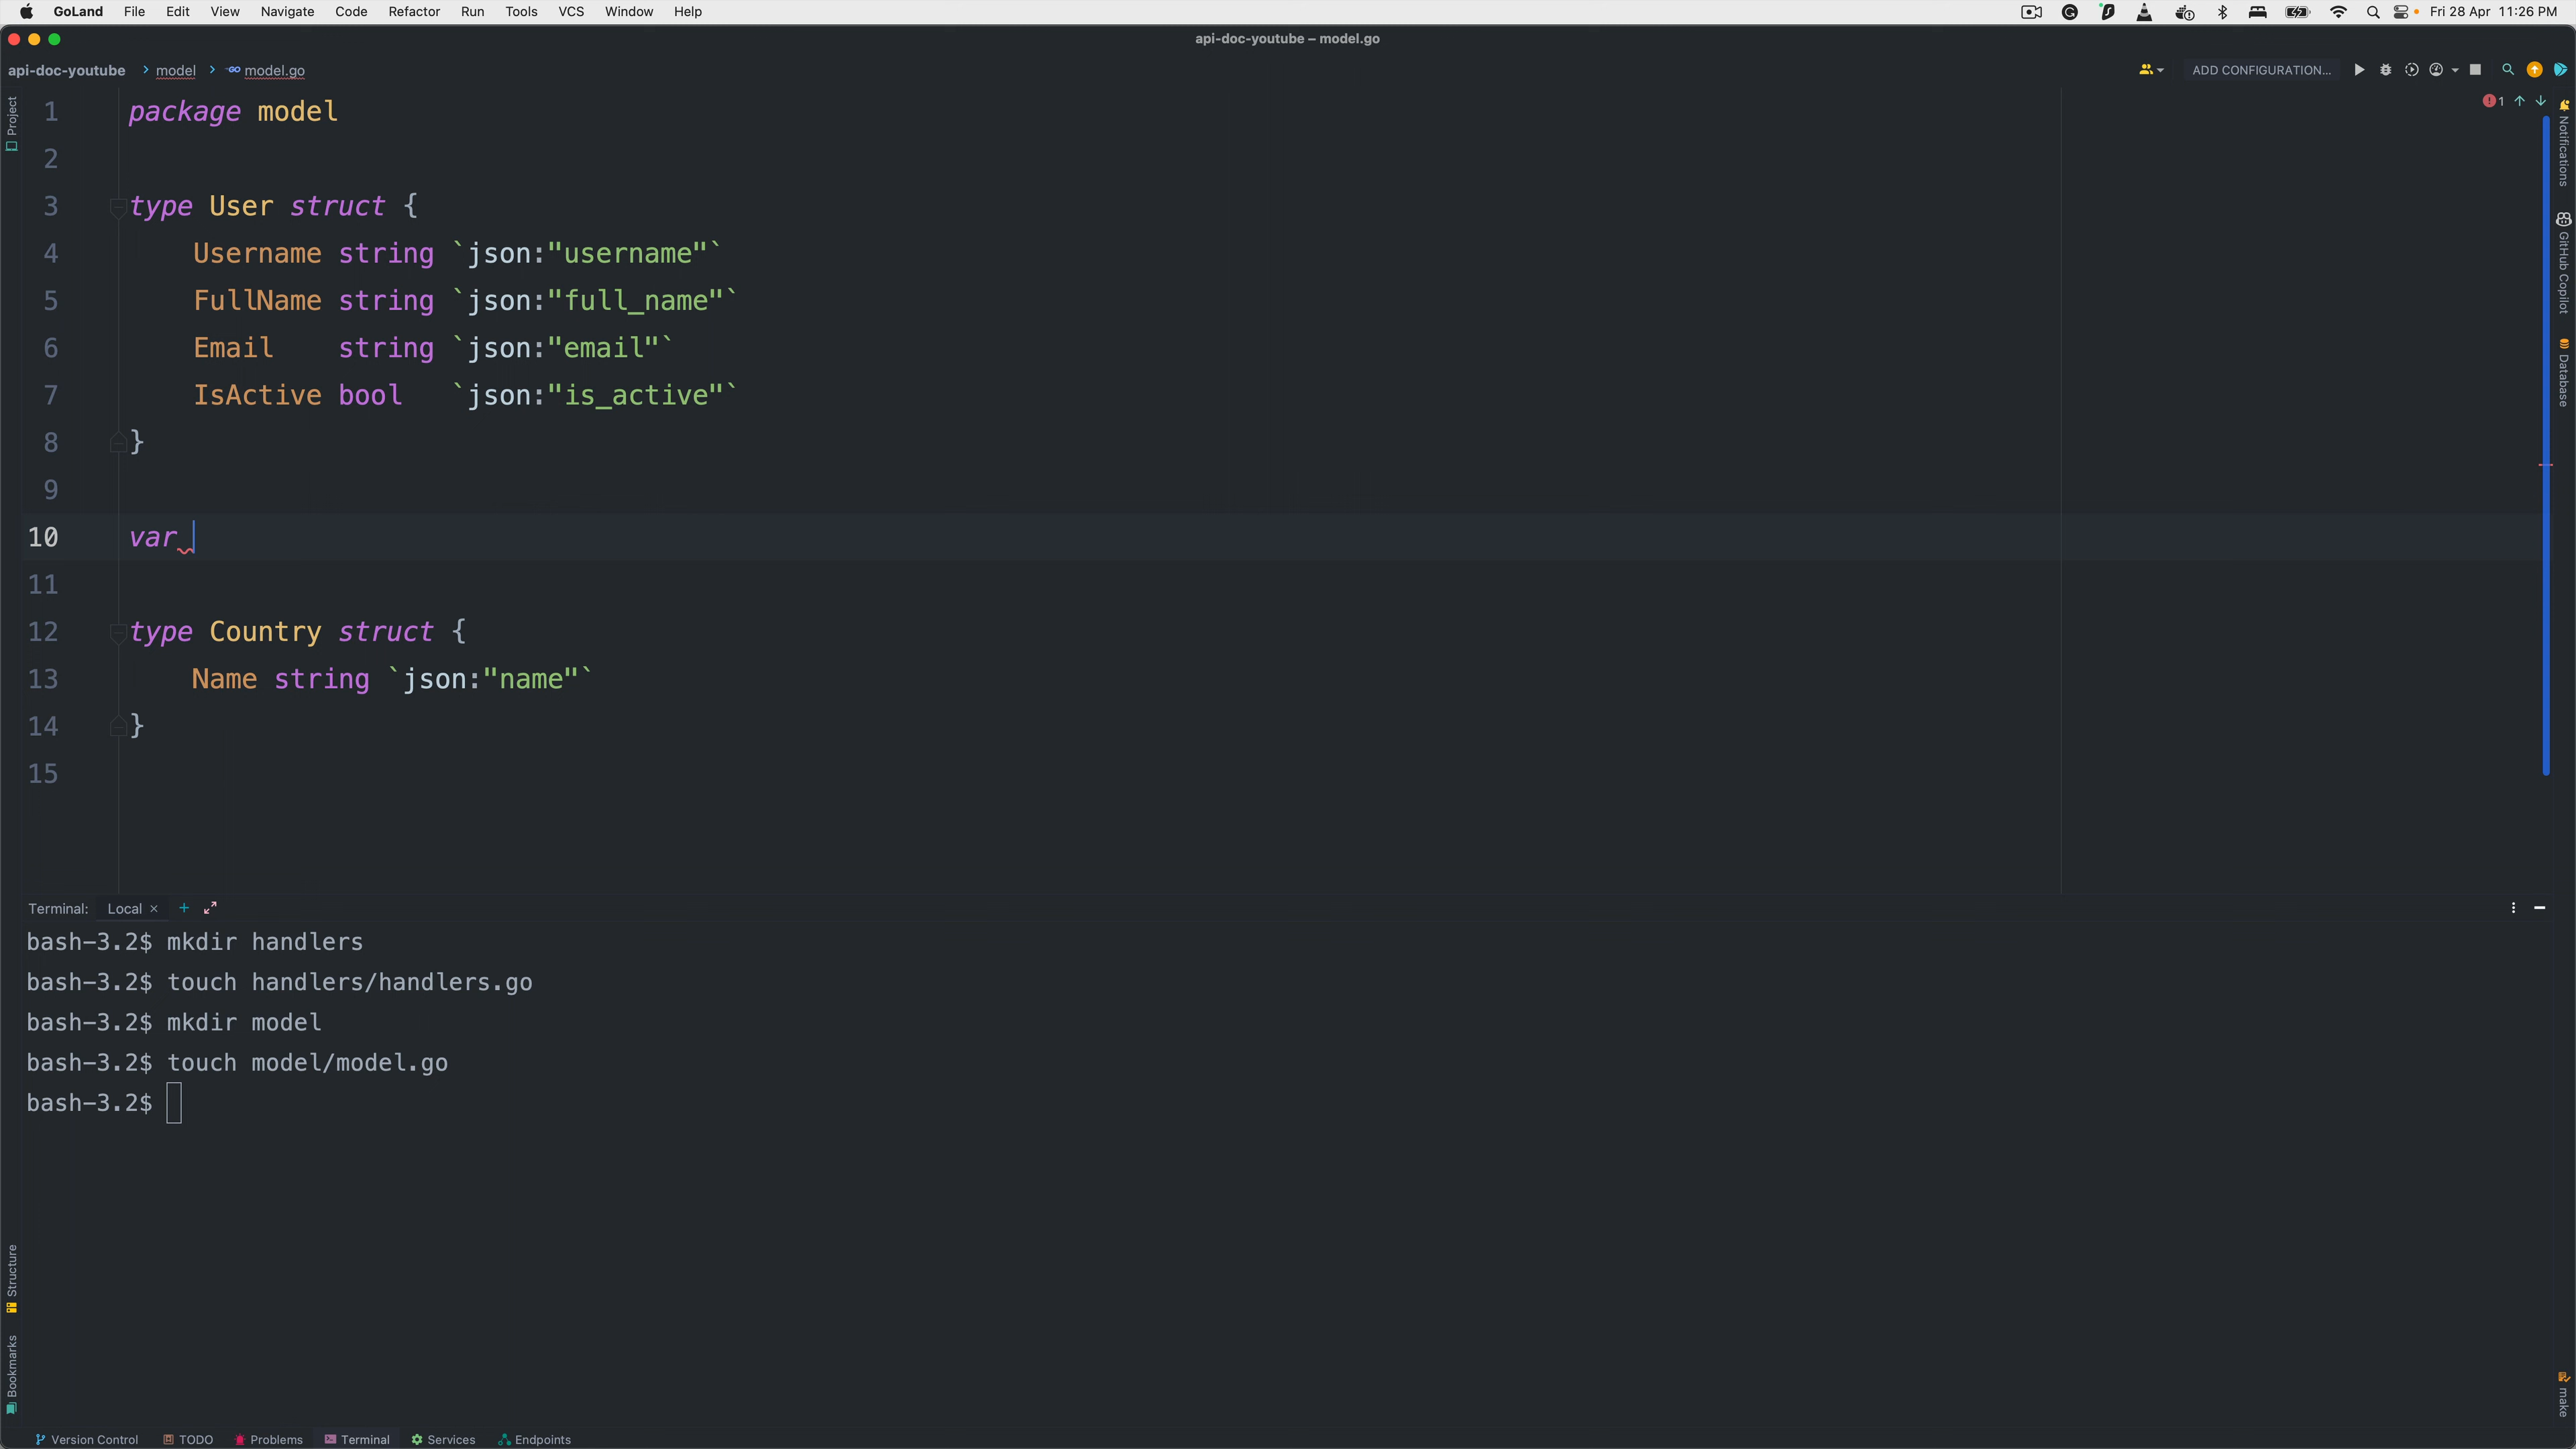 GoLand File Edit View Navigate Code Refactor Run Tools VCS Window Help Fri 28 Apr 11:26 PM
api-doc-youtube – model.go
api-doc-youtube model model.go ADD CONFIGURATION...
1 package model
2
3 type User struct {
4 Username string `json:"username"`
5 FullName string `json:"full_name"`
6 Email string `json:"email"`
7 IsActive bool `json:"is_active"`
8 }
9
10 var
11
12 type Country struct {
13 Name string `json:"name"`
14 }
15
1
Project
Structure
Bookmarks
Notifications
GitHub Copilot
Database
make
Terminal: Local
bash-3.2$ mkdir handlers
bash-3.2$ touch handlers/handlers.go
bash-3.2$ mkdir model
bash-3.2$ touch model/model.go
bash-3.2$
Version Control TODO Problems Terminal Services Endpoints